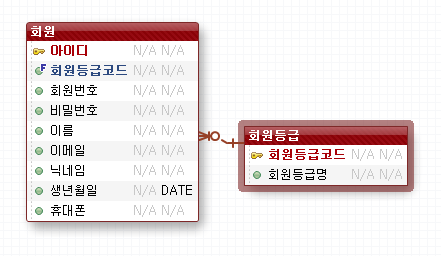 회원
아이디 N/A N/A
회원등급코드 N/A N/A
회원번호 N/A N/A
비밀번호 N/A N/A
이름 N/A N/A
이메일 N/A N/A
닉네임 N/A N/A
생년월일 N/A DATE
휴대폰 N/A N/A
회원등급
회원등급코드 N/A N/A
회원등급명 N/A N/A